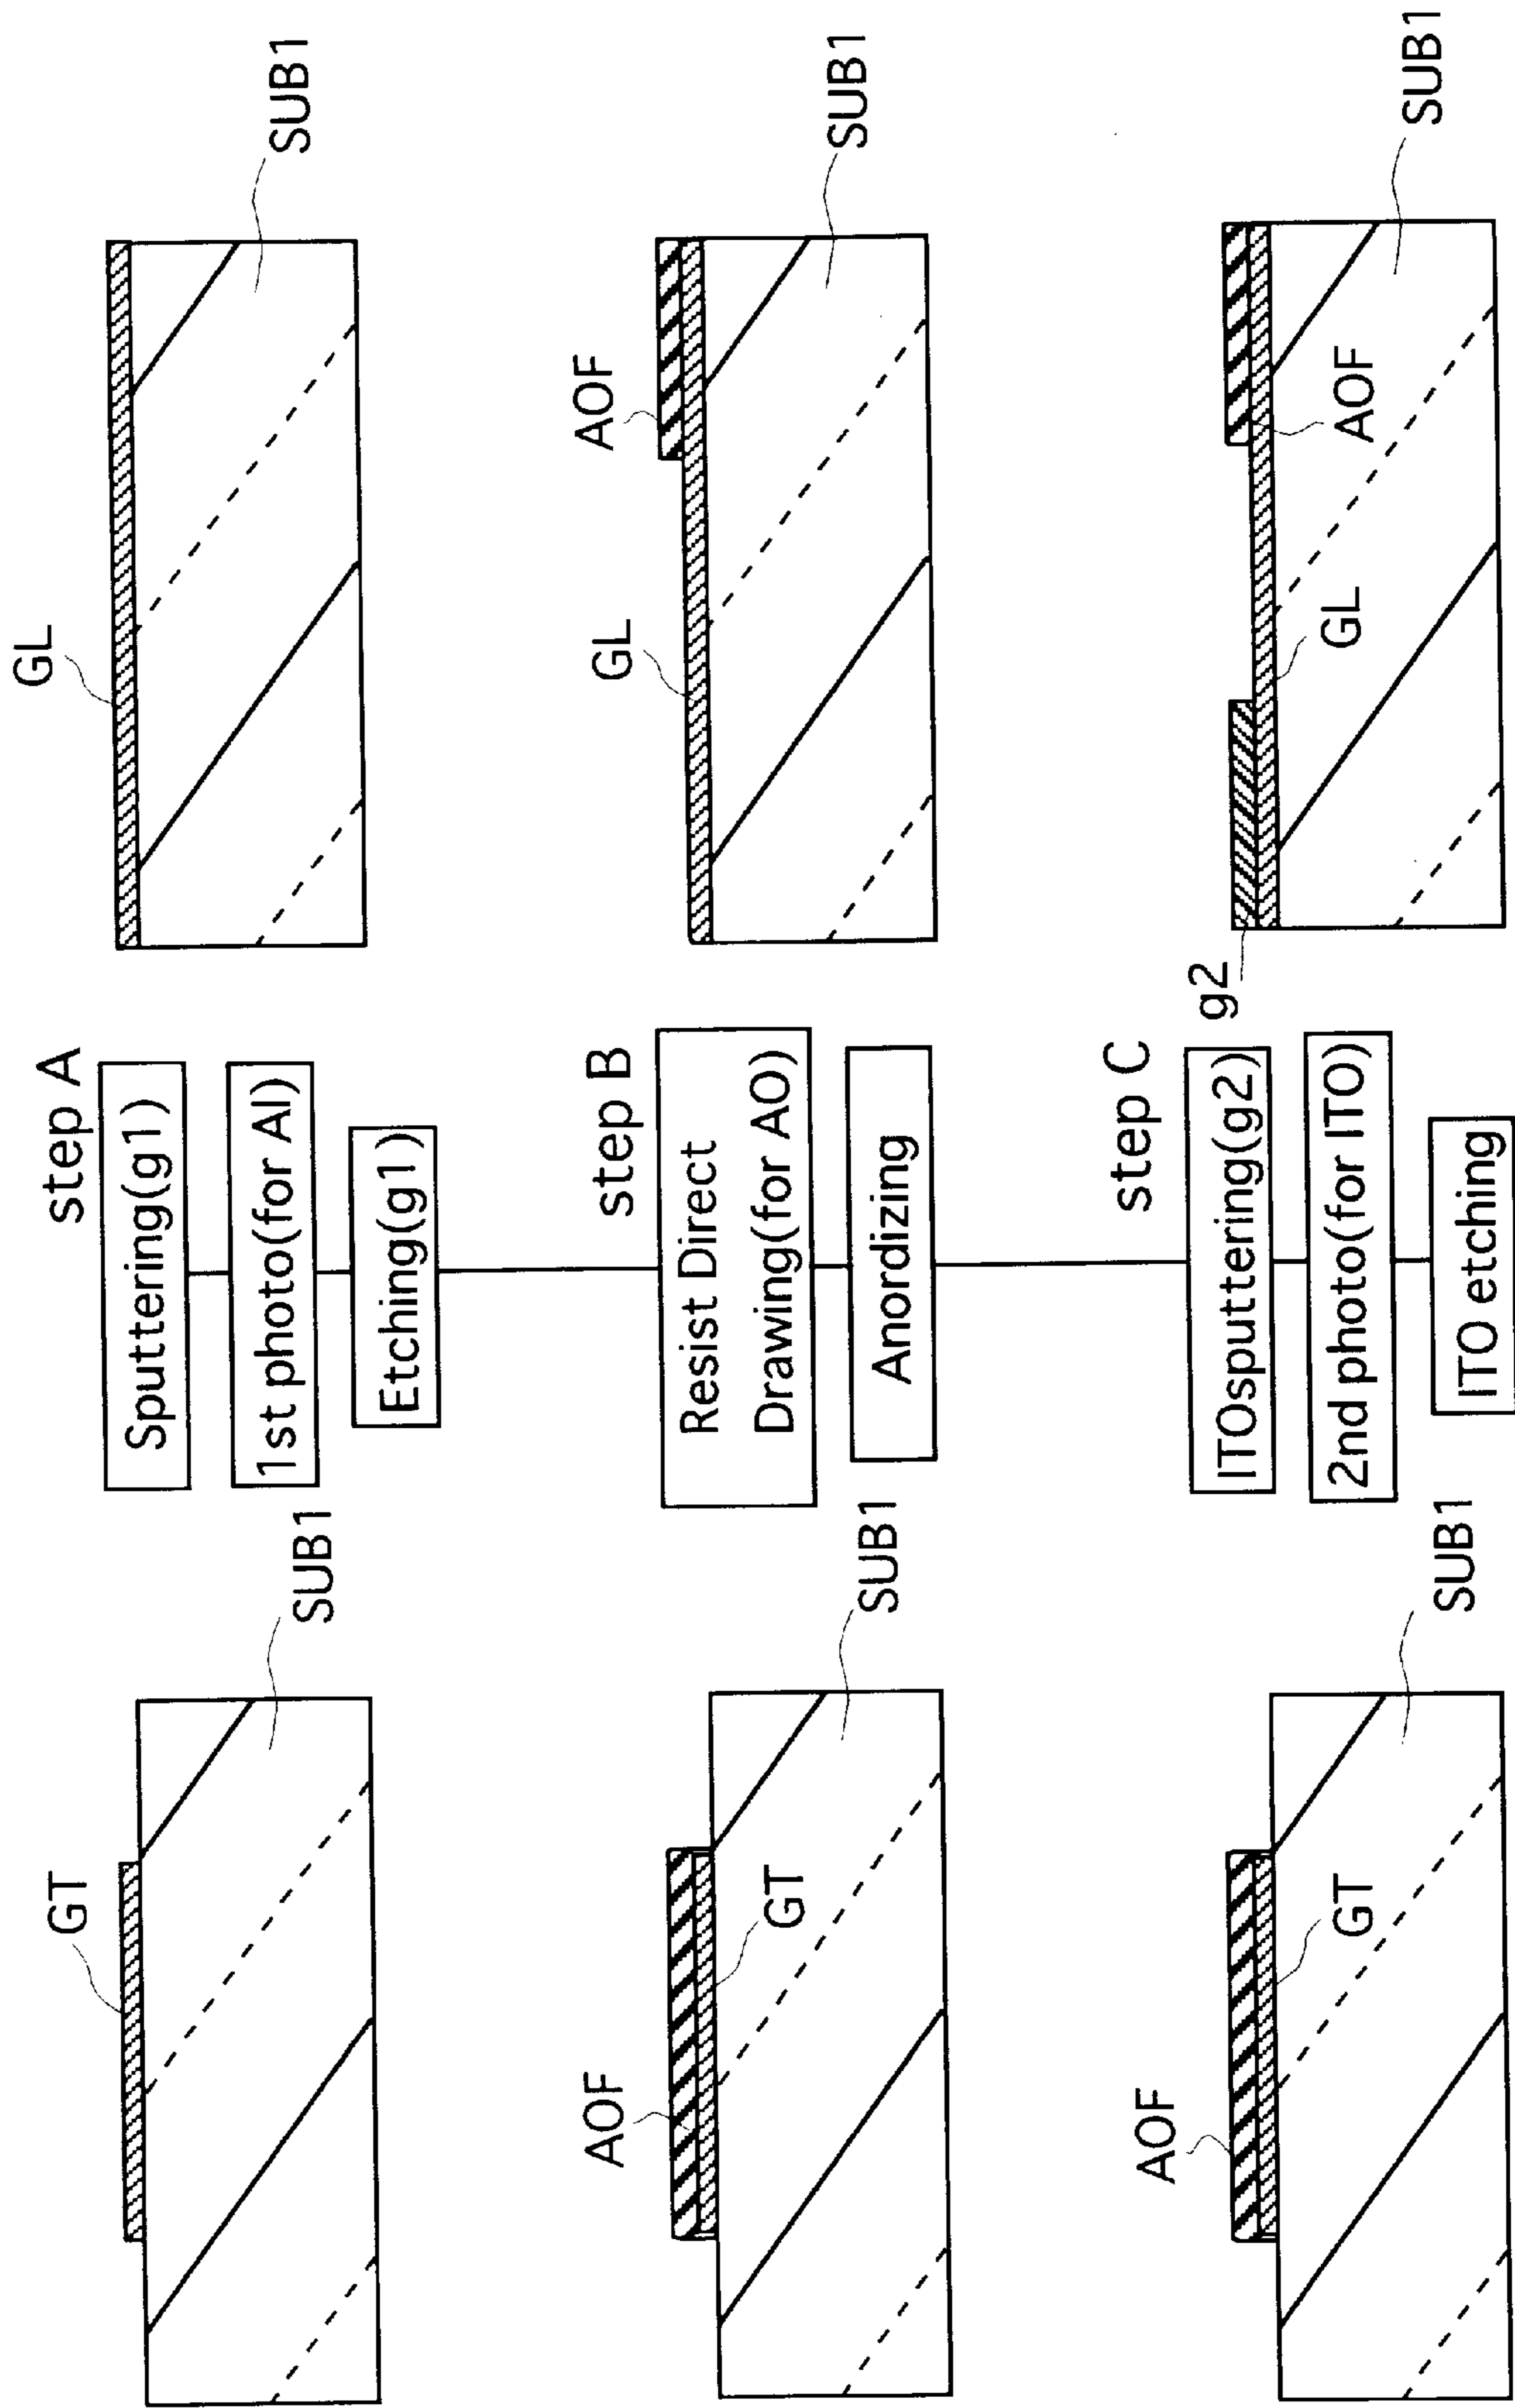 GT
SUB1
step A
Sputtering(g1)
1st photo(for Al)
Etching(g1)
GL
SUB1
AOF
GT
SUB1
step B
Resist Direct
Drawing(for AO)
Anordizing
GL
AOF
SUB1
AOF
GT
SUB1
step C
ITOsputtering(g2)
2nd photo(for ITO)
ITO etching
g2
GL
AOF
SUB1